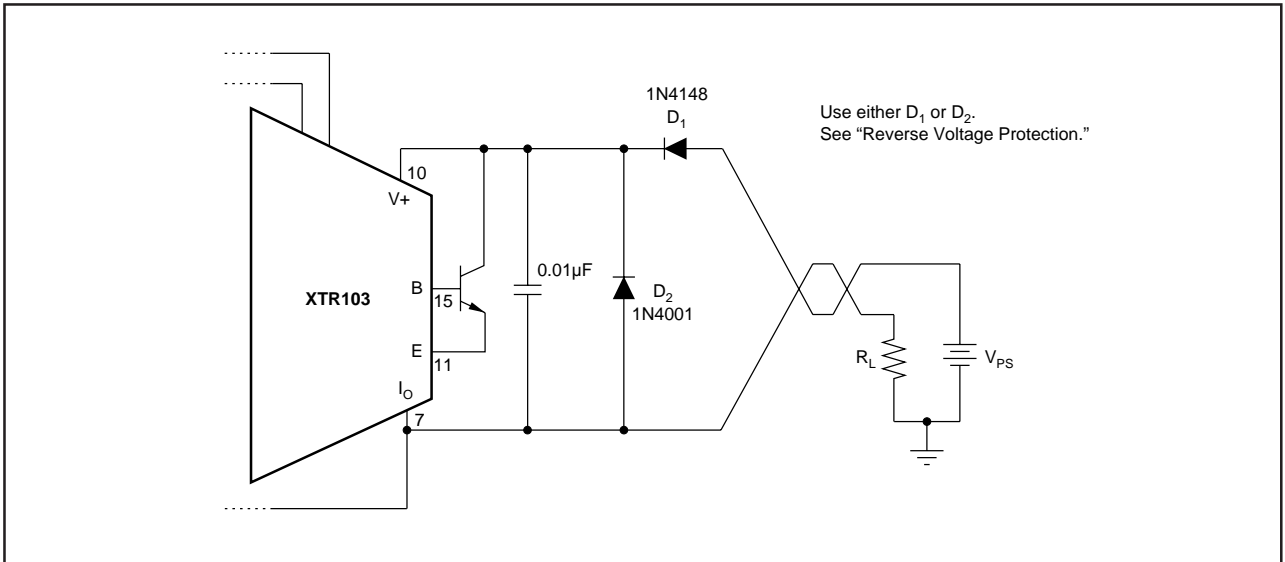 1N4148
D1
Use either D1 or D2.
See “Reverse Voltage Protection.”
10
V+
0.01µF
XTR103
B
15
D2
1N4001
E
11
RL
VPS
IO
7